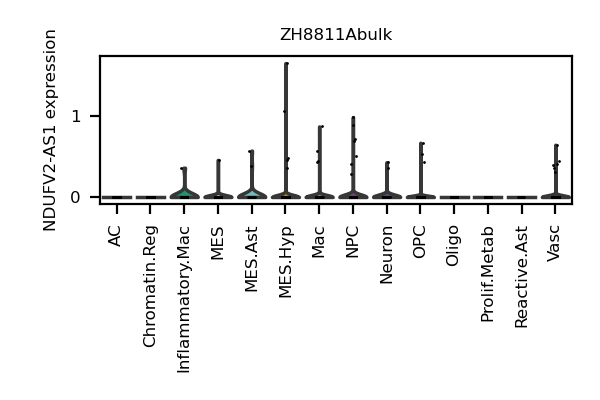 ZH8811Abulk
NDUFV2-AS1 expression
1
0
AC
Chromatin.Reg
Inflammatory.Mac
MES
MES.Ast
MES.Hyp
Mac
NPC
Neuron
OPC
Oligo
Prolif.Metab
Reactive.Ast
Vasc